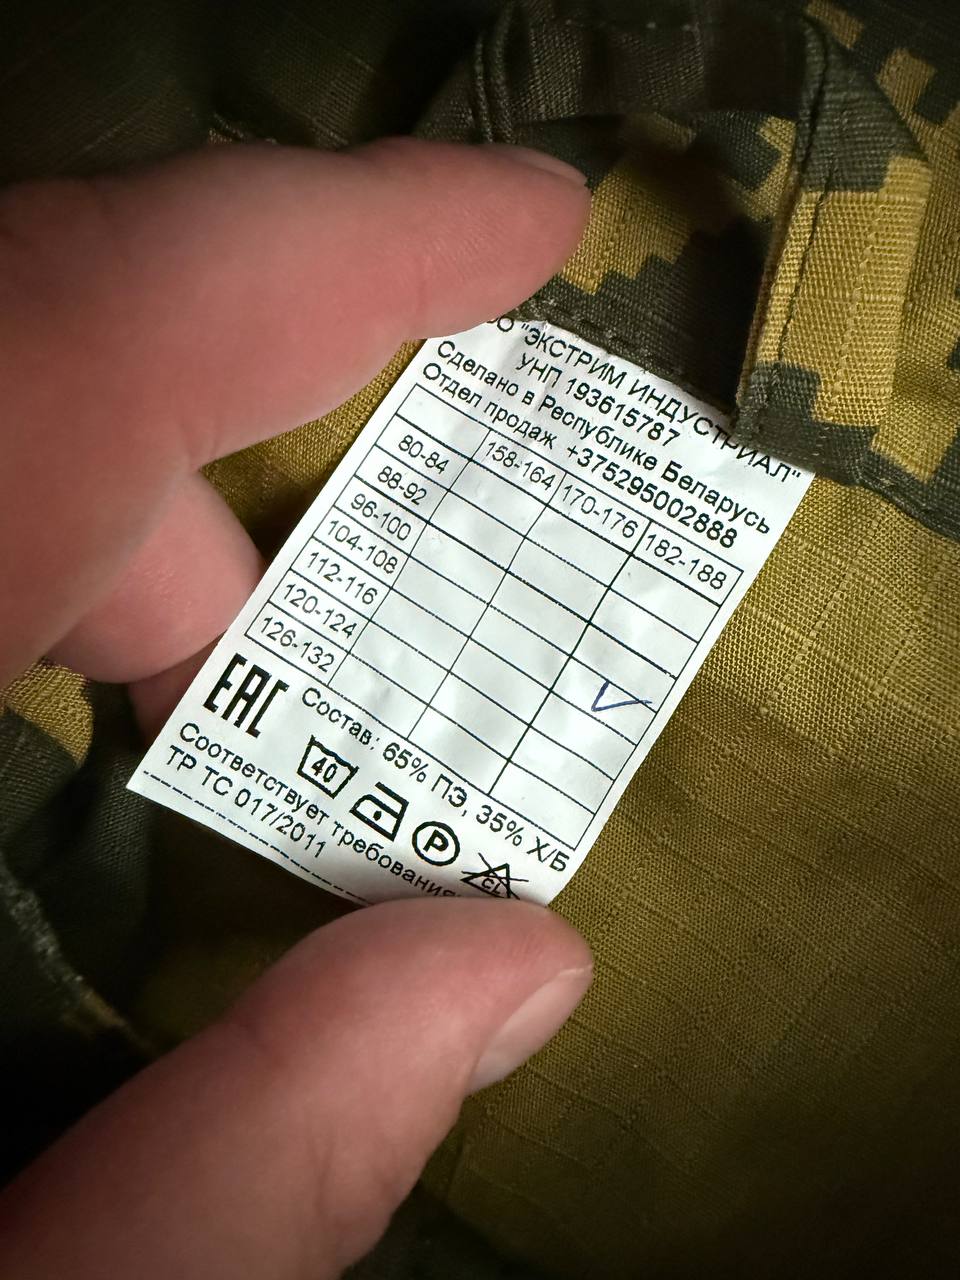 "ЭКСТРИМ ИНДУСТРИАЛ"
УНП 193615787
Сделано в Республике Беларусь
Отдел продаж +375295002888
158-164 170-176 182-188
80-84
88-92
96-100
104-108
112-116
120-124
126-132
ЕАС Состав: 65% ПЭ, 35% Х/Б
40 P CL
Соответствует требования
ТР ТС 017/2011